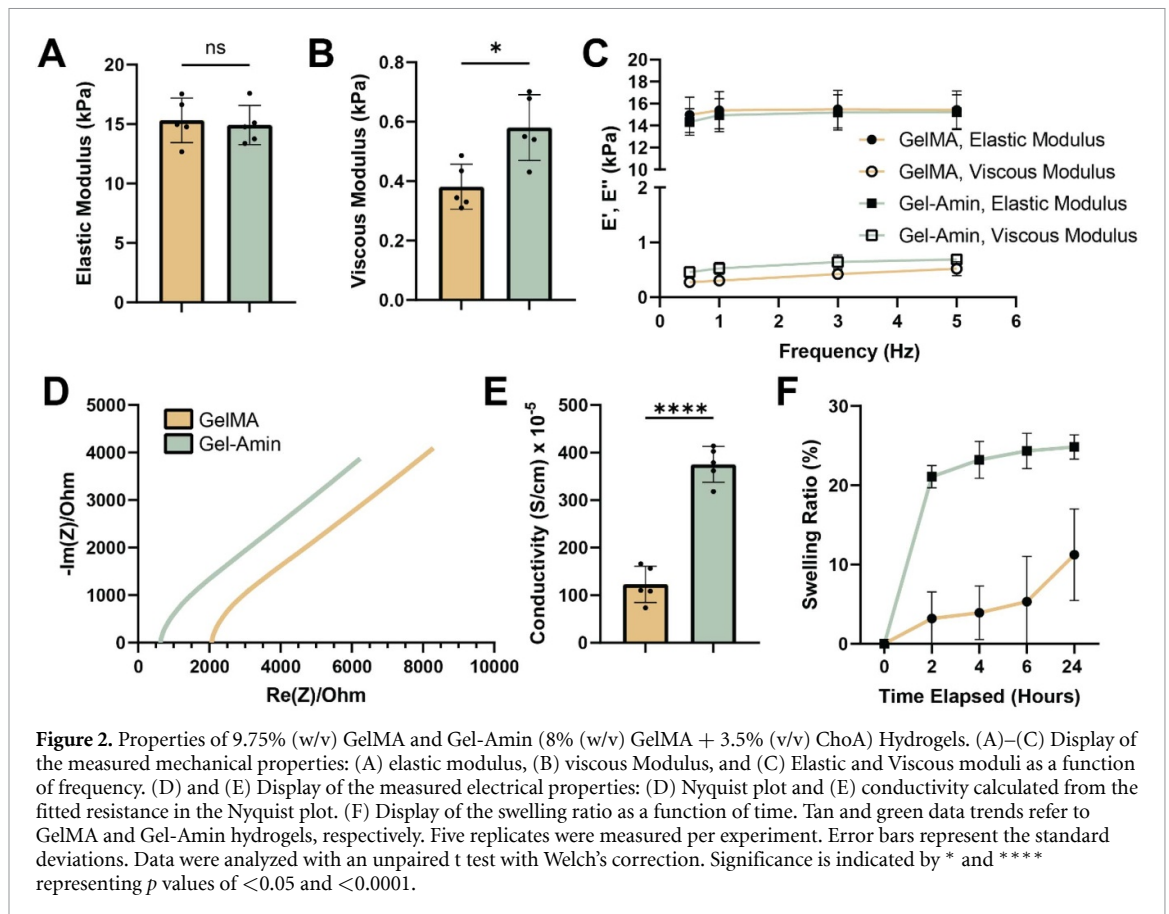 A
ns
Elastic Modulus (kPa)
20
15
10
5
0
B
*
Viscous Modulus (kPa)
0.8
0.6
0.4
0.2
0.0
C
E', E'' (kPa)
20
18
16
14
12
10
2
1
0
0 1 2 3 4 5 6
Frequency (Hz)
GelMA, Elastic Modulus
GelMA, Viscous Modulus
Gel-Amin, Elastic Modulus
Gel-Amin, Viscous Modulus
D
-Im(Z)/Ohm
5000
4000
3000
2000
1000
0
0 2000 4000 6000 8000 10000
Re(Z)/Ohm
GelMA
Gel-Amin
E
****
Conductivity (S/cm) x 10-5
500
400
300
200
100
0
F
Swelling Ratio (%)
30
20
10
0
0 2 4 6 24
Time Elapsed (Hours)
Figure 2. Properties of 9.75% (w/v) GelMA and Gel-Amin (8% (w/v) GelMA + 3.5% (v/v) ChoA) Hydrogels. (A)–(C) Display of
the measured mechanical properties: (A) elastic modulus, (B) viscous Modulus, and (C) Elastic and Viscous moduli as a function
of frequency. (D) and (E) Display of the measured electrical properties: (D) Nyquist plot and (E) conductivity calculated from the
fitted resistance in the Nyquist plot. (F) Display of the swelling ratio as a function of time. Tan and green data trends refer to
GelMA and Gel-Amin hydrogels, respectively. Five replicates were measured per experiment. Error bars represent the standard
deviations. Data were analyzed with an unpaired t test with Welch's correction. Significance is indicated by * and ****
representing p values of <0.05 and <0.0001.